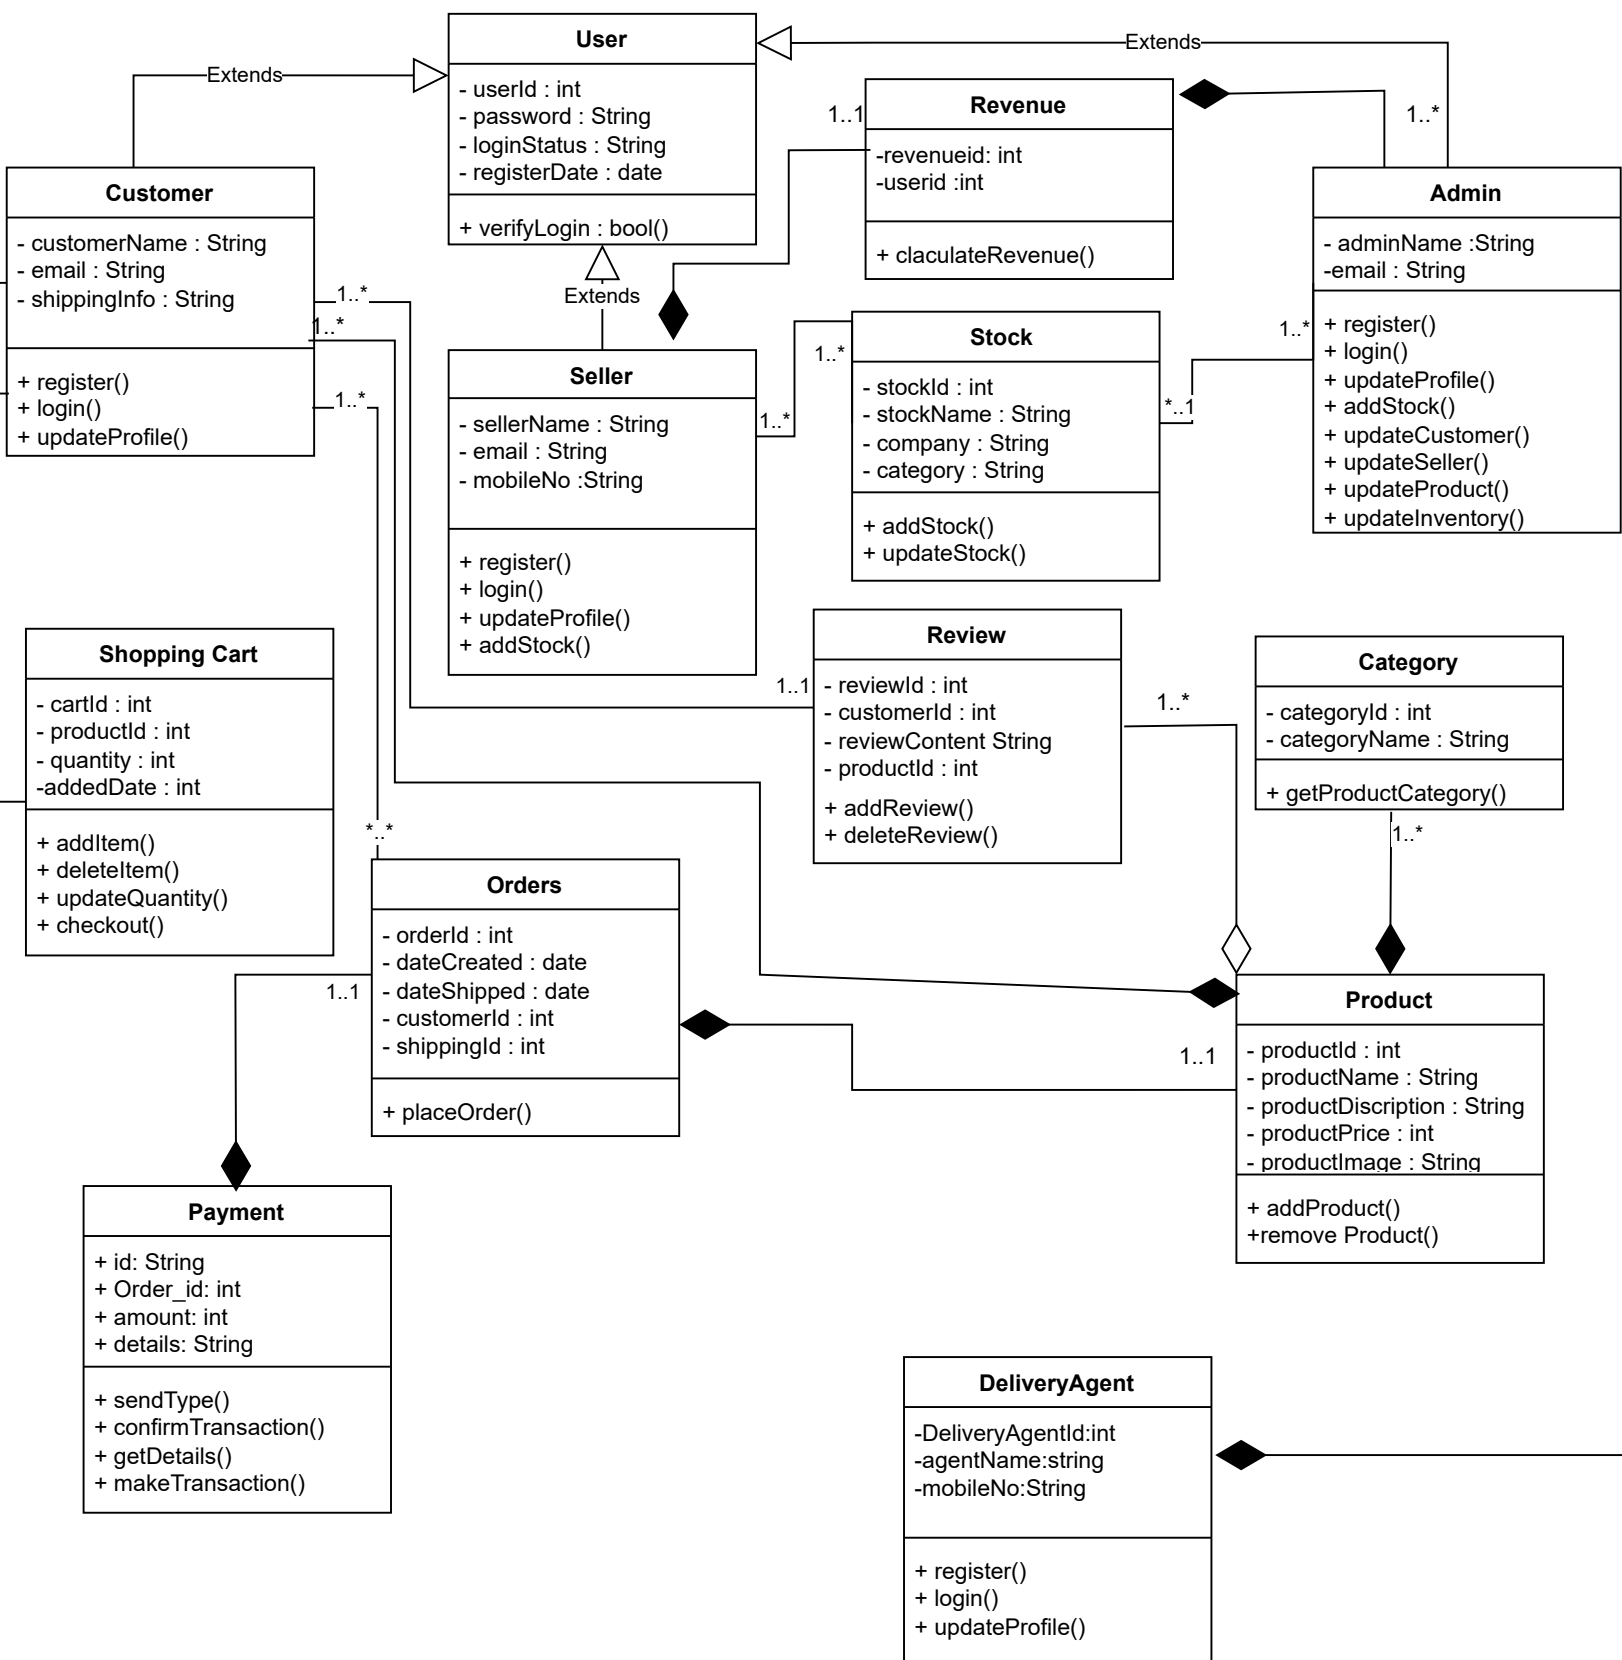 User
- userId : int
- password : String
- loginStatus : String
- registerDate : date
+ verifyLogin : bool()
Extends
Extends
Extends
Revenue
-revenueid: int
-userid :int
+ claculateRevenue()
1..1
1..*
Customer
- customerName : String
- email : String
- shippingInfo : String
+ register()
+ login()
+ updateProfile()
1..*
1..*
1..*
Admin
- adminName :String
-email : String
+ register()
+ login()
+ updateProfile()
+ addStock()
+ updateCustomer()
+ updateSeller()
+ updateProduct()
+ updateInventory()
1..*
Seller
- sellerName : String
- email : String
- mobileNo :String
+ register()
+ login()
+ updateProfile()
+ addStock()
1..*
1..*
Stock
- stockId : int
- stockName : String
- company : String
- category : String
+ addStock()
+ updateStock()
*..1
Shopping Cart
- cartId : int
- productId : int
- quantity : int
-addedDate : int
+ addItem()
+ deleteItem()
+ updateQuantity()
+ checkout()
Review
- reviewId : int
- customerId : int
- reviewContent String
- productId : int
+ addReview()
+ deleteReview()
1..1
1..*
Category
- categoryId : int
- categoryName : String
+ getProductCategory()
1..*
*..*
Orders
- orderId : int
- dateCreated : date
- dateShipped : date
- customerId : int
- shippingId : int
+ placeOrder()
1..1
1..1
Product
- productId : int
- productName : String
- productDiscription : String
- productPrice : int
- productImage : String
+ addProduct()
+remove Product()
Payment
+ id: String
+ Order_id: int
+ amount: int
+ details: String
+ sendType()
+ confirmTransaction()
+ getDetails()
+ makeTransaction()
DeliveryAgent
-DeliveryAgentId:int
-agentName:string
-mobileNo:String
+ register()
+ login()
+ updateProfile()